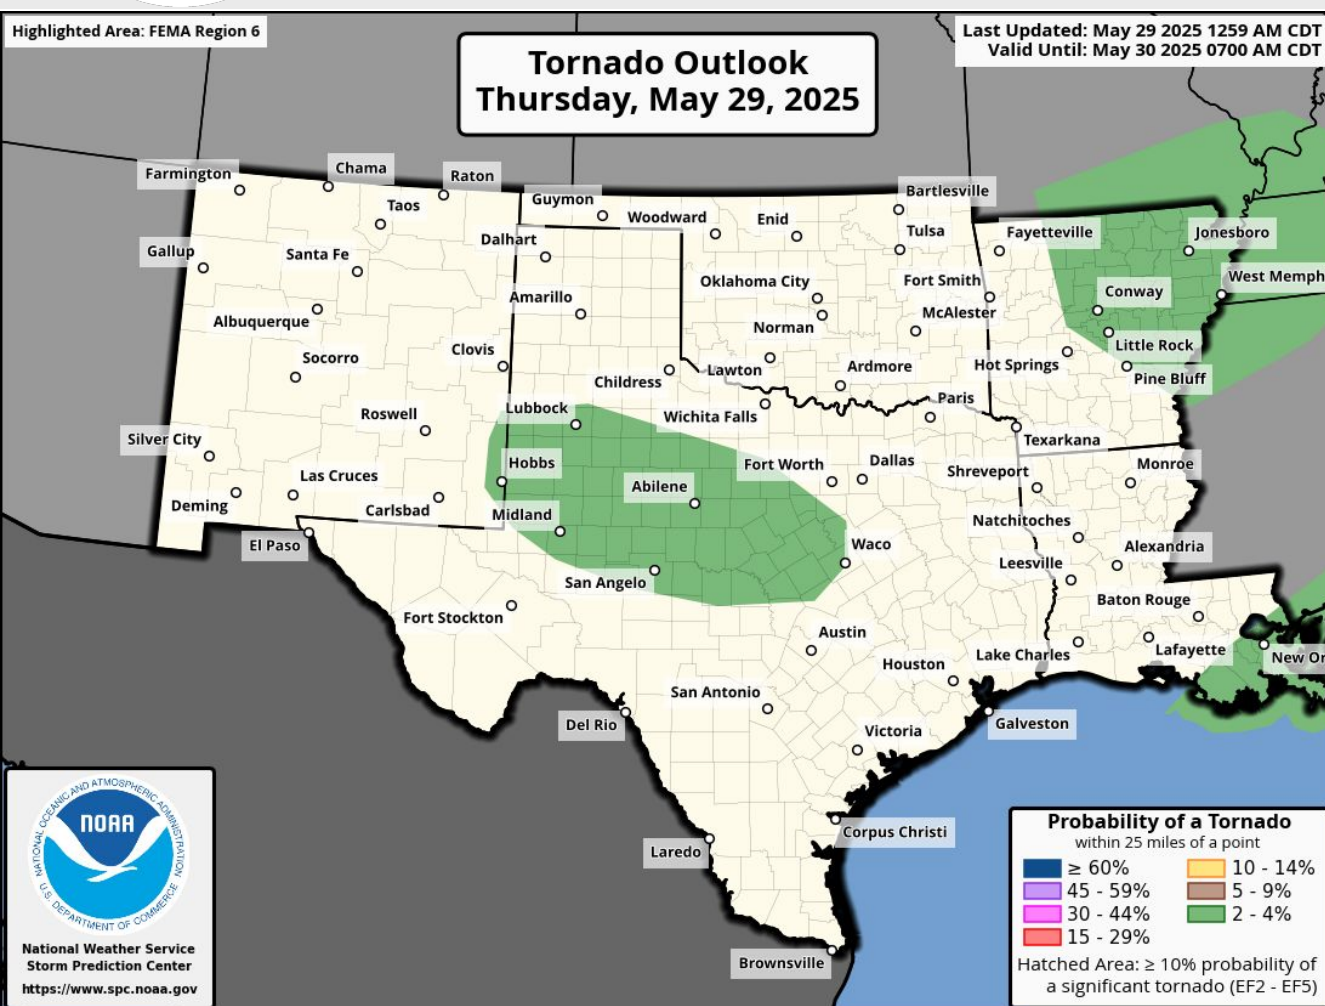 Highlighted Area: FEMA Region 6
Last Updated: May 29 2025 1259 AM CDT
Valid Until: May 30 2025 0700 AM CDT
Tornado Outlook
Thursday, May 29, 2025
Farmington
Chama
Raton
Taos
Guymon
Woodward
Enid
Bartlesville
Tulsa
Fayetteville
Jonesboro
Gallup
Santa Fe
Dalhart
Oklahoma City
Fort Smith
Conway
West Memph
Amarillo
Albuquerque
Norman
McAlester
Little Rock
Socorro
Clovis
Childress
Lawton
Ardmore
Hot Springs
Pine Bluff
Roswell
Lubbock
Wichita Falls
Paris
Silver City
Texarkana
Hobbs
Fort Worth
Dallas
Shreveport
Monroe
Las Cruces
Abilene
Deming
Carlsbad
Midland
Natchitoches
El Paso
Waco
Alexandria
San Angelo
Leesville
Baton Rouge
Fort Stockton
Austin
Lake Charles
Lafayette
New Or
Houston
San Antonio
Del Rio
Galveston
Victoria
Corpus Christi
Laredo
Brownsville
NATIONAL OCEANIC AND ATMOSPHERIC ADMINISTRATION
NOAA
U.S. DEPARTMENT OF COMMERCE
National Weather Service
Storm Prediction Center
https://www.spc.noaa.gov
Probability of a Tornado
within 25 miles of a point
≥ 60%
10 - 14%
45 - 59%
5 - 9%
30 - 44%
2 - 4%
15 - 29%
Hatched Area: ≥ 10% probability of
a significant tornado (EF2 - EF5)